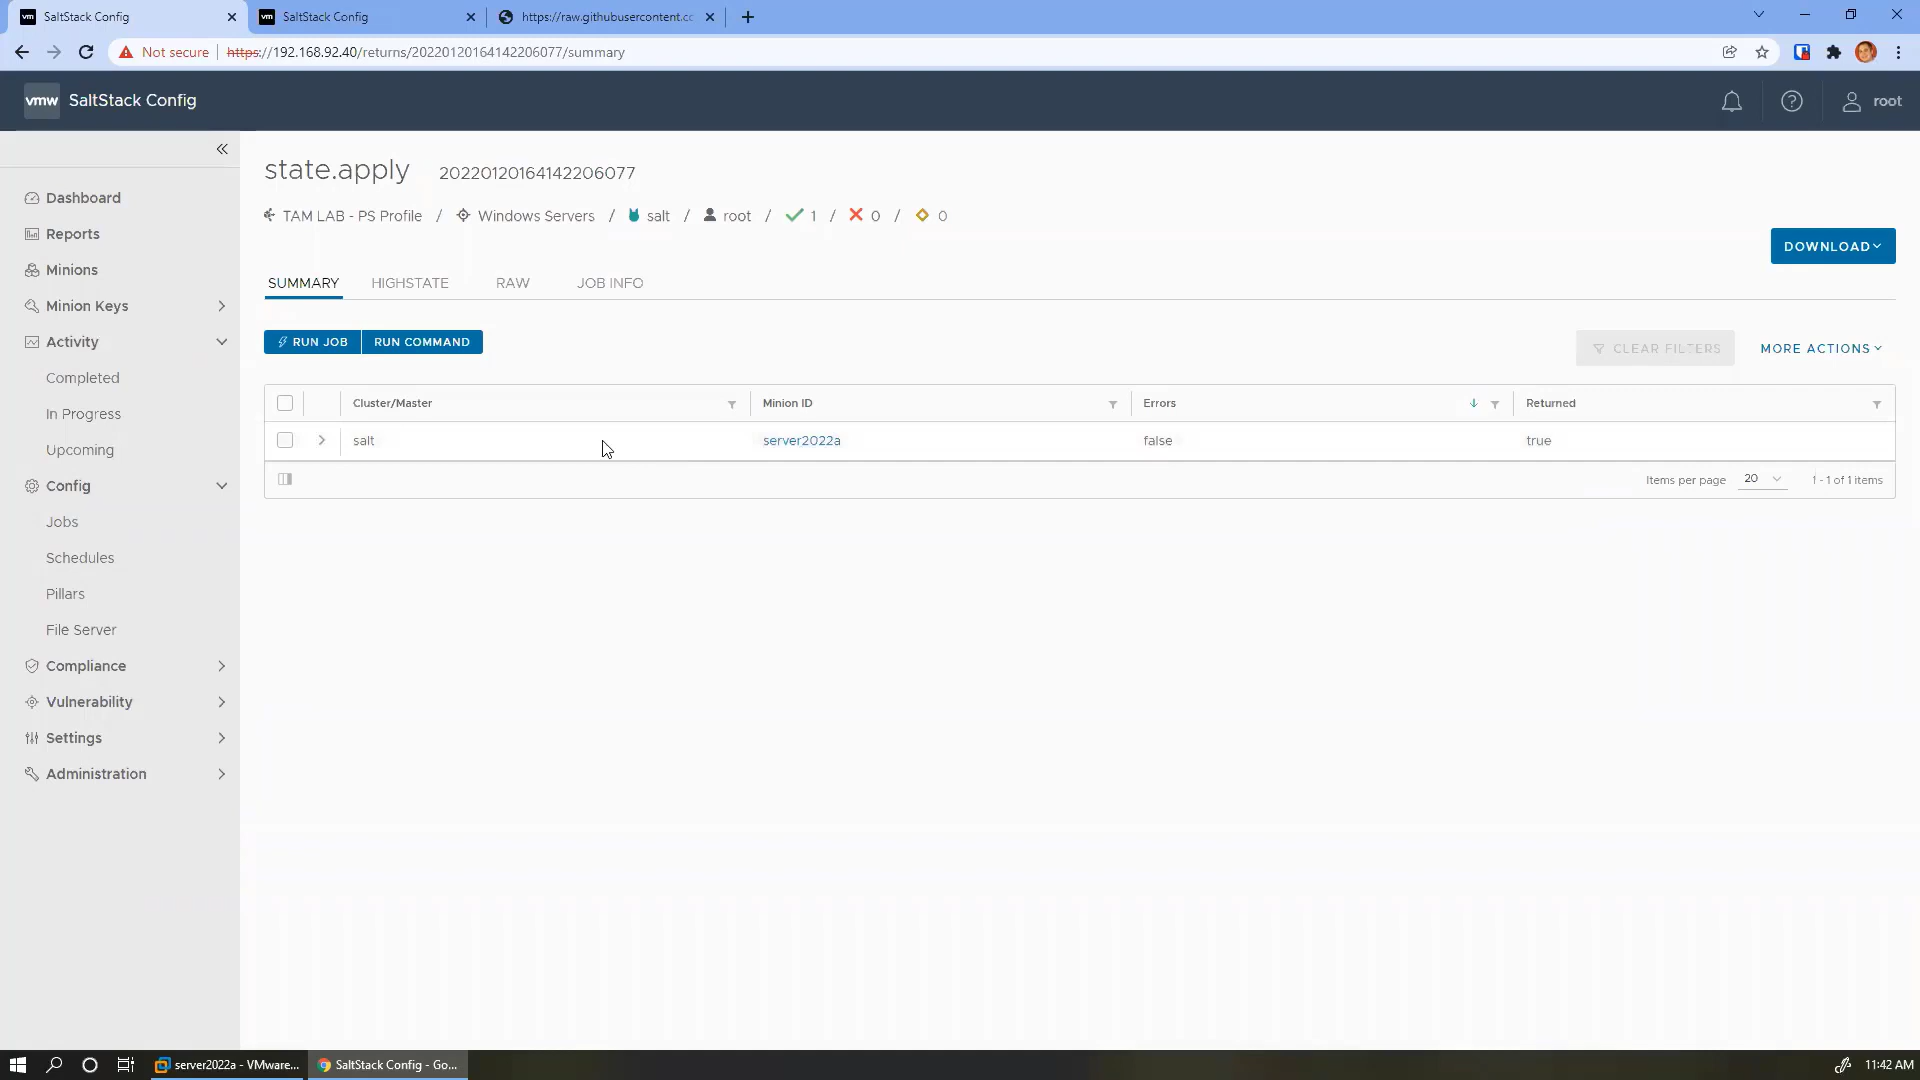 vmw SaltStack Config
vmw SaltStack Config
https://raw.githubusercontent.cc
Not secure
https://192.168.92.40/returns/20220120164142206077/summary
vmw SaltStack Config
root
Dashboard
Reports
Minions
Minion Keys
Activity
Completed
In Progress
Upcoming
Config
Jobs
Schedules
Pillars
File Server
Compliance
Vulnerability
Settings
Administration
state.apply 20220120164142206077
TAM LAB - PS Profile / Windows Servers / salt / root / 1 / 0 / 0
DOWNLOAD
SUMMARY HIGHSTATE RAW JOB INFO
RUN JOB RUN COMMAND
CLEAR FILTERS MORE ACTIONS
Cluster/Master Minion ID Errors Returned
salt server2022a false true
Items per page 20 1 - 1 of 1 items
server2022a - VMware...
SaltStack Config - Go...
11:42 AM